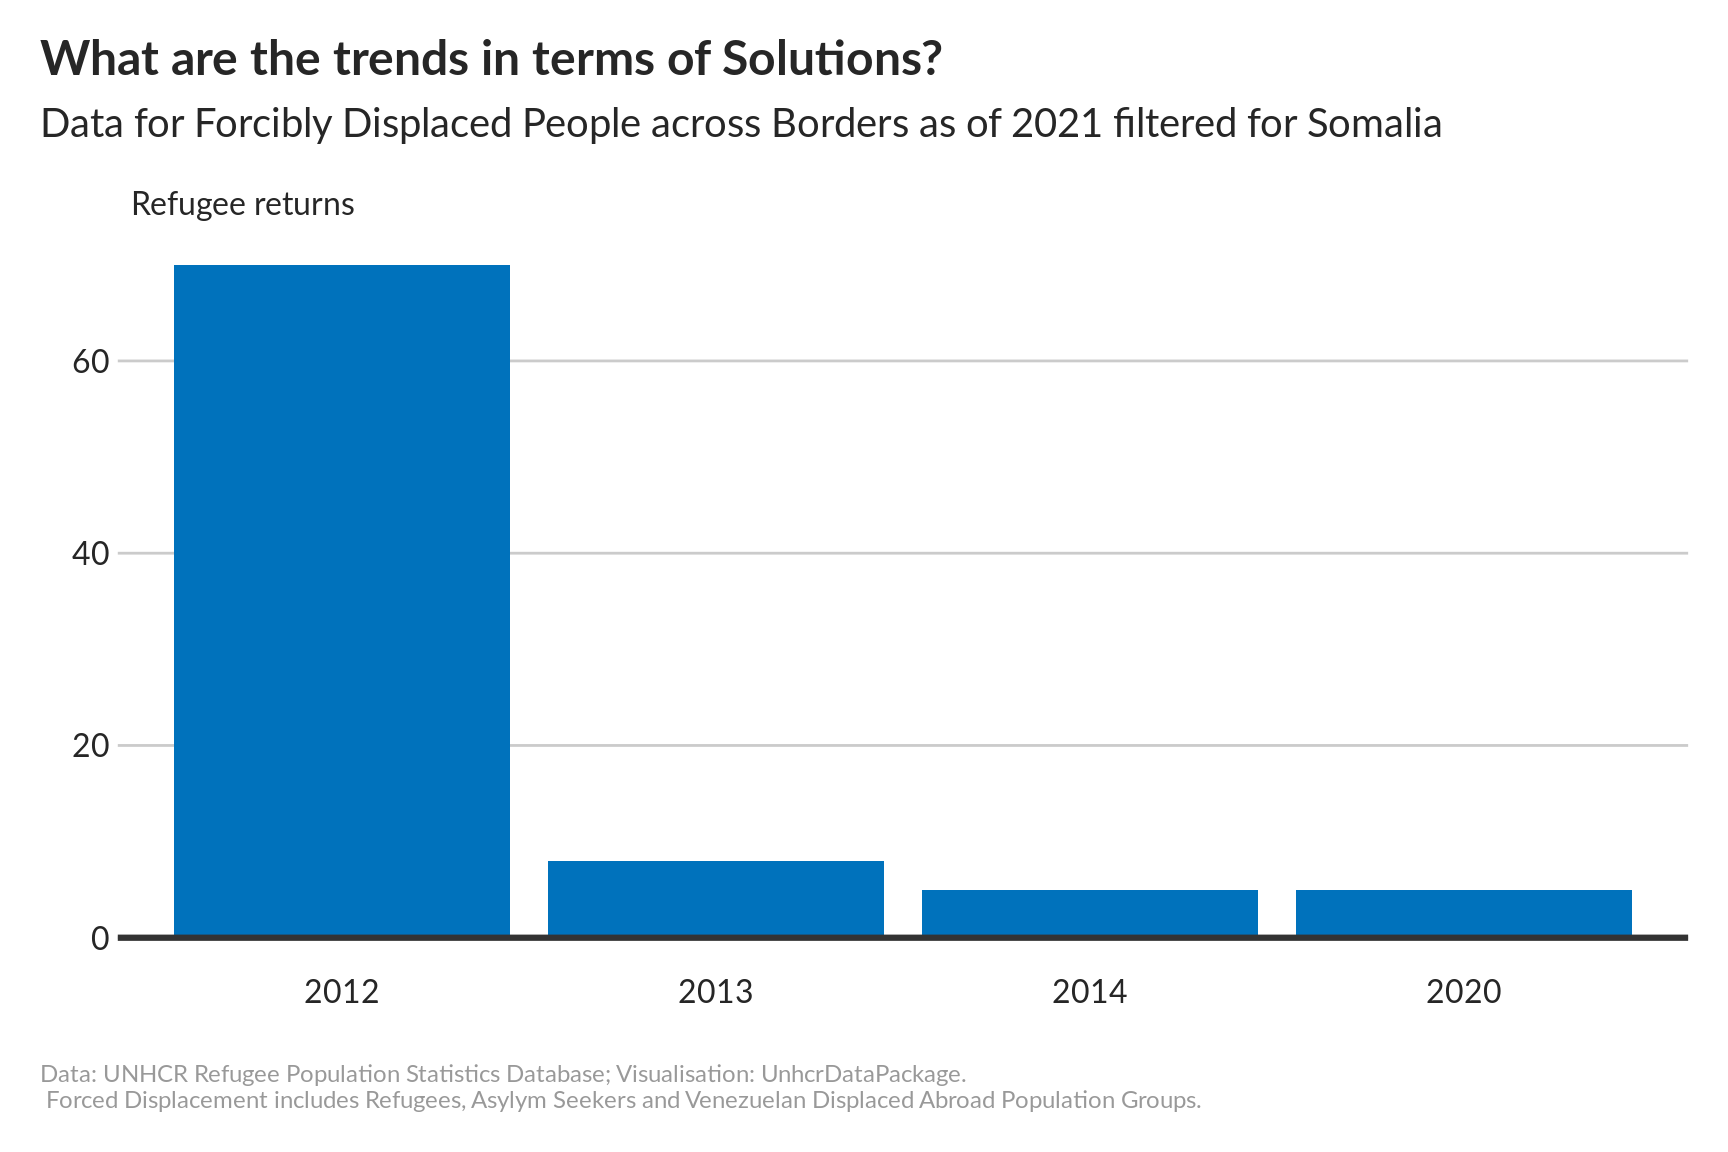 What are the trends in terms of Solutions?
Data for Forcibly Displaced People across Borders as of 2021 filtered for Somalia
Refugee returns
60
40
20
0
2012 2013 2014 2020
Data: UNHCR Refugee Population Statistics Database; Visualisation: UnhcrDataPackage.
Forced Displacement includes Refugees, Asylym Seekers and Venezuelan Displaced Abroad Population Groups.